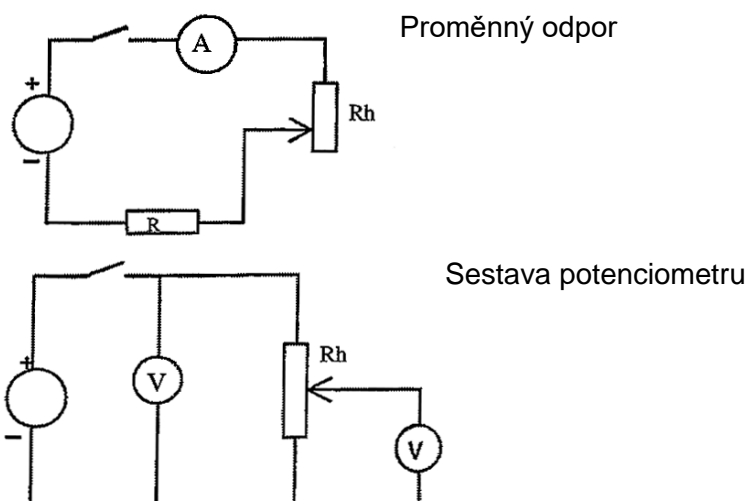 Proměnný odpor
A
+
Rh
−
R
Sestava potenciometru
+
V
Rh
−
V